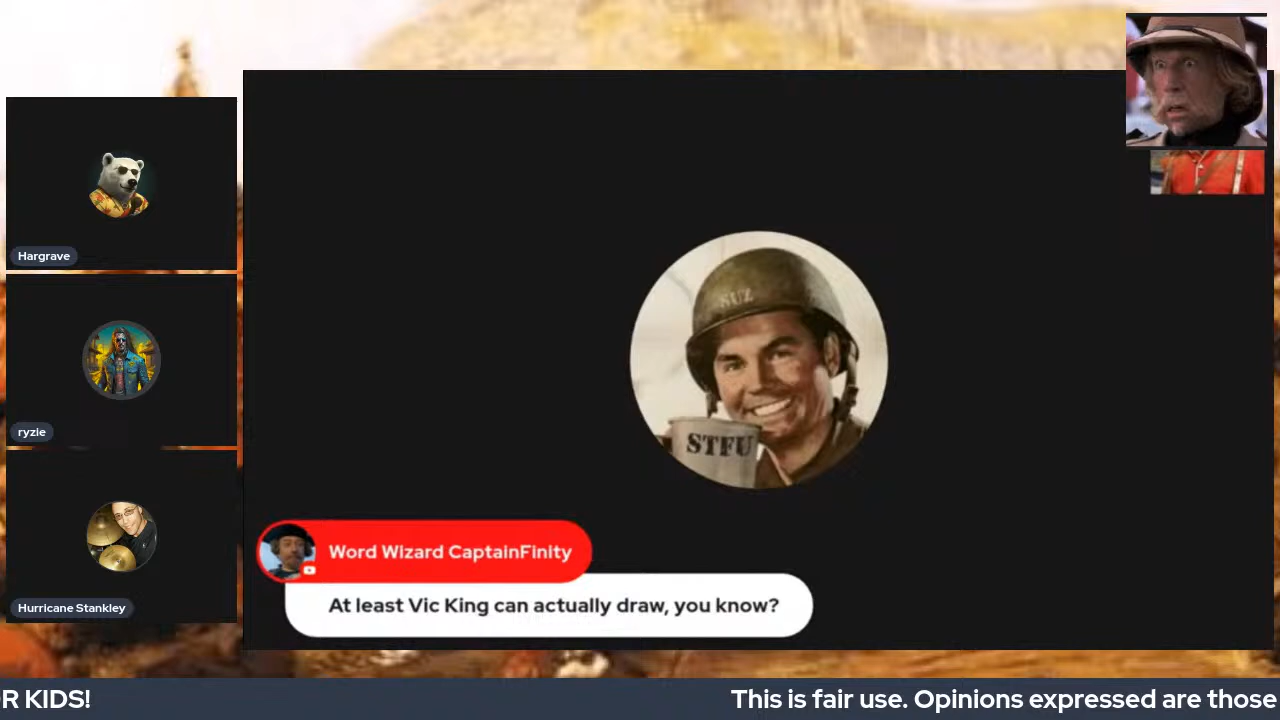 Hargrave
ryzie
Hurricane Stankley
SUZ
STFU
Word Wizard CaptainFinity
At least Vic King can actually draw, you know?
R KIDS!
This is fair use. Opinions expressed are those